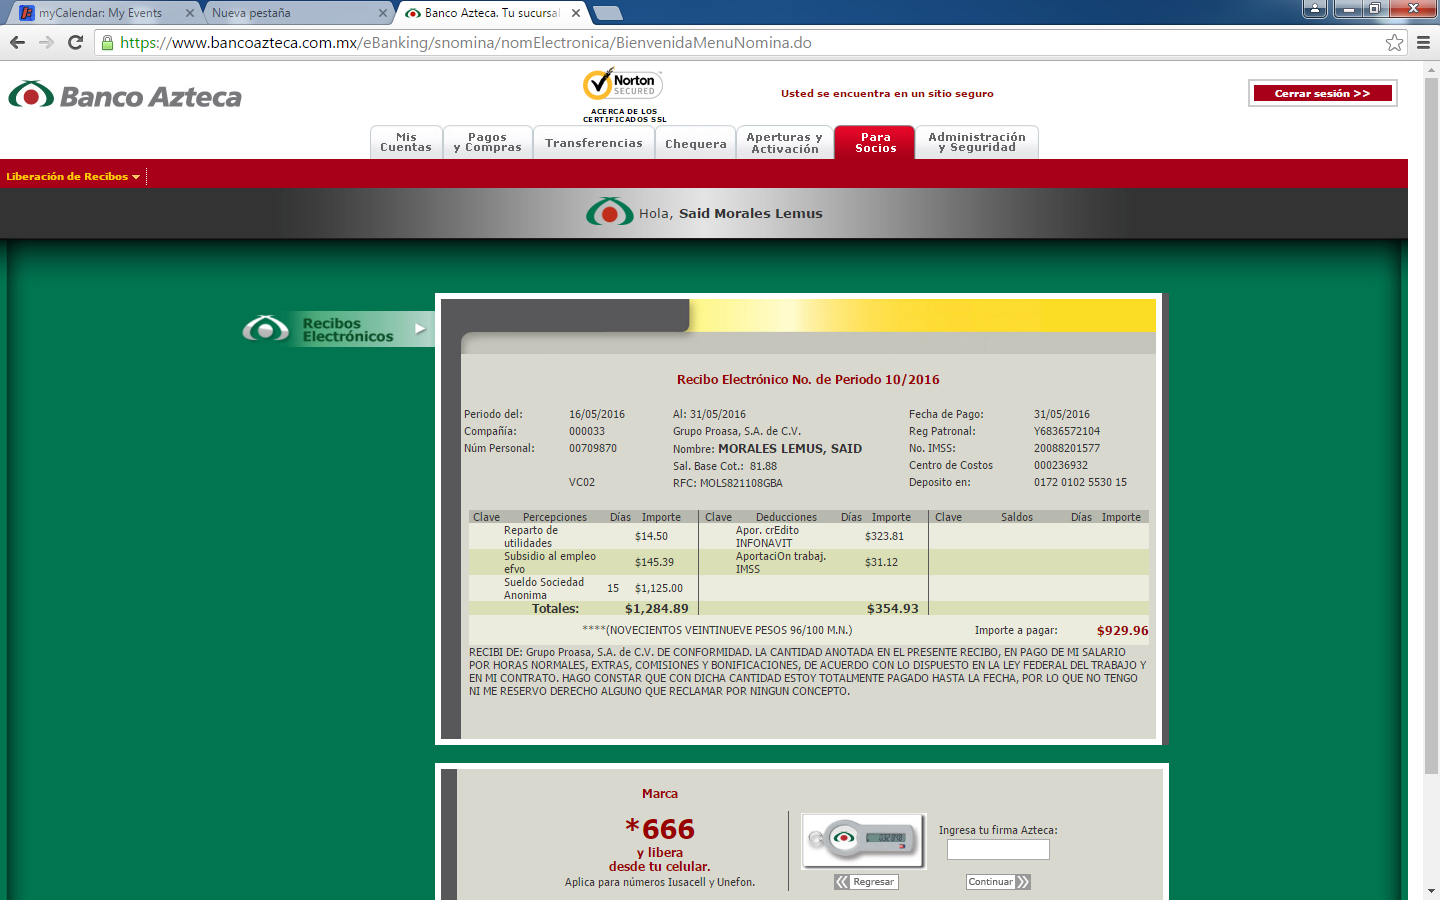 myCalendar: My Events
Nueva pestaña
Banco Azteca. Tu sucursal
https://www.bancoazteca.com.mx/eBanking/snomina/nomElectronica/BienvenidaMenuNomina.do
Banco Azteca
Norton
SECURED
ACERCA DE LOS
CERTIFICADOS SSL
Usted se encuentra en un sitio seguro
Cerrar sesión >>
Mis Cuentas
Pagos y Compras
Transferencias
Chequera
Aperturas y Activación
Para Socios
Administración y Seguridad
Liberación de Recibos
Hola, Said Morales Lemus
Recibos
Electrónicos
Recibo Electrónico No. de Periodo 10/2016
Periodo del: 16/05/2016 Al: 31/05/2016 Fecha de Pago: 31/05/2016
Compañía: 000033 Grupo Proasa, S.A. de C.V. Reg Patronal: Y6836572104
Núm Personal: 00709870 Nombre: MORALES LEMUS, SAID No. IMSS: 20088201577
Sal. Base Cot.: 81.88 Centro de Costos 000236932
VC02 RFC: MOLS821108GBA Deposito en: 0172 0102 5530 15
Clave Percepciones Días Importe Clave Deducciones Días Importe Clave Saldos Días Importe
Reparto de utilidades $14.50 Apor. crEdito INFONAVIT $323.81
Subsidio al empleo efvo $145.39 AportaciOn trabaj. IMSS $31.12
Sueldo Sociedad Anonima 15 $1,125.00
Totales: $1,284.89 $354.93
****(NOVECIENTOS VEINTINUEVE PESOS 96/100 M.N.) Importe a pagar: $929.96
RECIBI DE: Grupo Proasa, S.A. de C.V. DE CONFORMIDAD. LA CANTIDAD ANOTADA EN EL PRESENTE RECIBO, EN PAGO DE MI SALARIO
POR HORAS NORMALES, EXTRAS, COMISIONES Y BONIFICACIONES, DE ACUERDO CON LO DISPUESTO EN LA LEY FEDERAL DEL TRABAJO Y
EN MI CONTRATO. HAGO CONSTAR QUE CON DICHA CANTIDAD ESTOY TOTALMENTE PAGADO HASTA LA FECHA, POR LO QUE NO TENGO
NI ME RESERVO DERECHO ALGUNO QUE RECLAMAR POR NINGUN CONCEPTO.
Marca
*666
y libera
desde tu celular.
Aplica para números Iusacell y Unefon.
Ingresa tu firma Azteca:
Regresar
Continuar